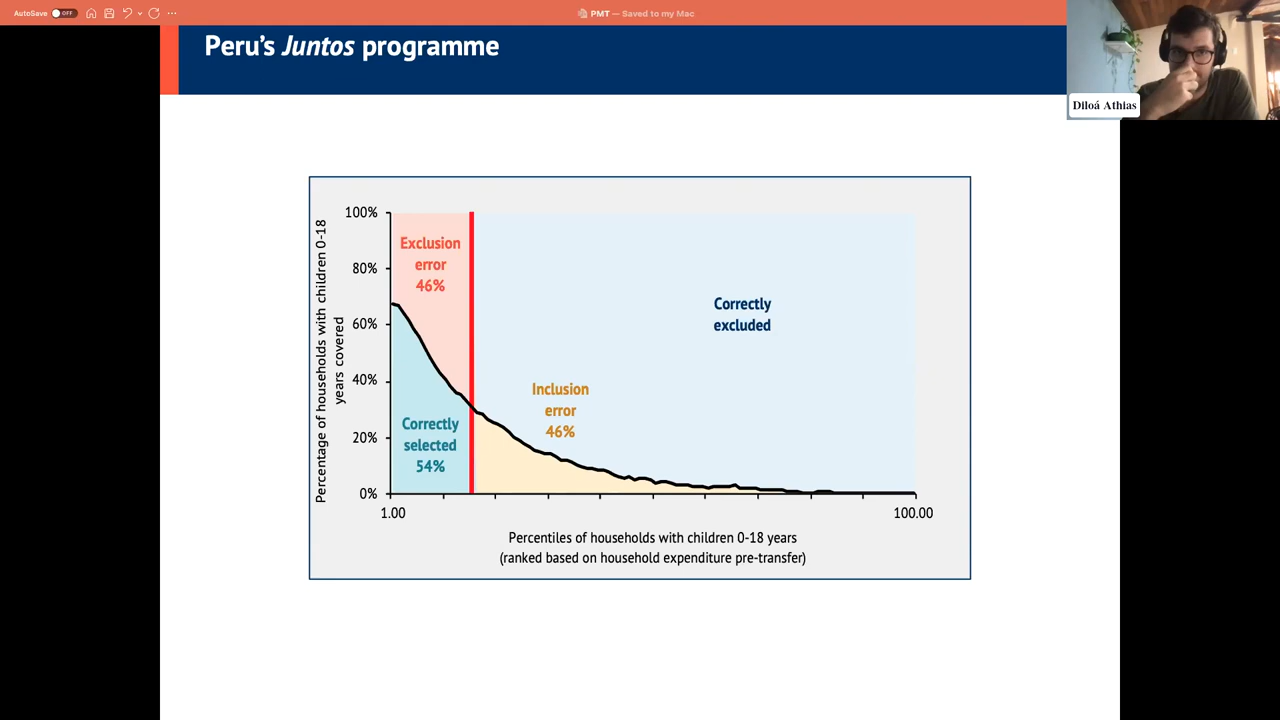 AutoSave OFF
PMT — Saved to my Mac
Peru's Juntos programme
Diloá Athias
Percentage of households with children 0-18
years covered
100%
80%
60%
40%
20%
0%
Exclusion
error
46%
Correctly
selected
54%
Inclusion
error
46%
Correctly
excluded
1.00
100.00
Percentiles of households with children 0-18 years
(ranked based on household expenditure pre-transfer)